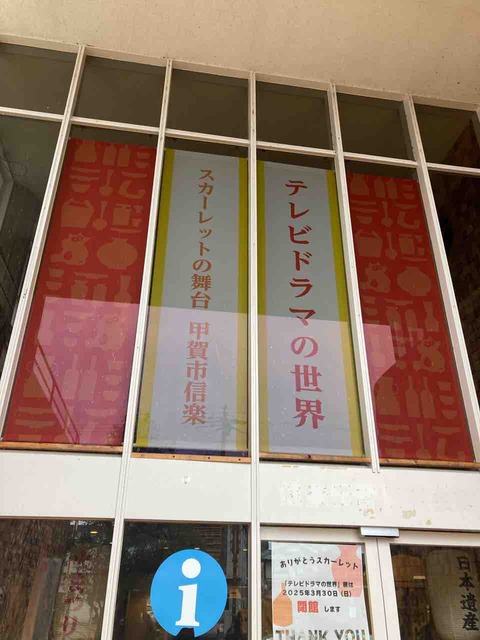 テレビドラマの世界
スカーレットの舞台 甲賀市信楽
i
ありがとうスカーレット
「テレビドラマの世界」展は
2025年3月30日(日)
閉館 します
THANK YOU
日本遺産